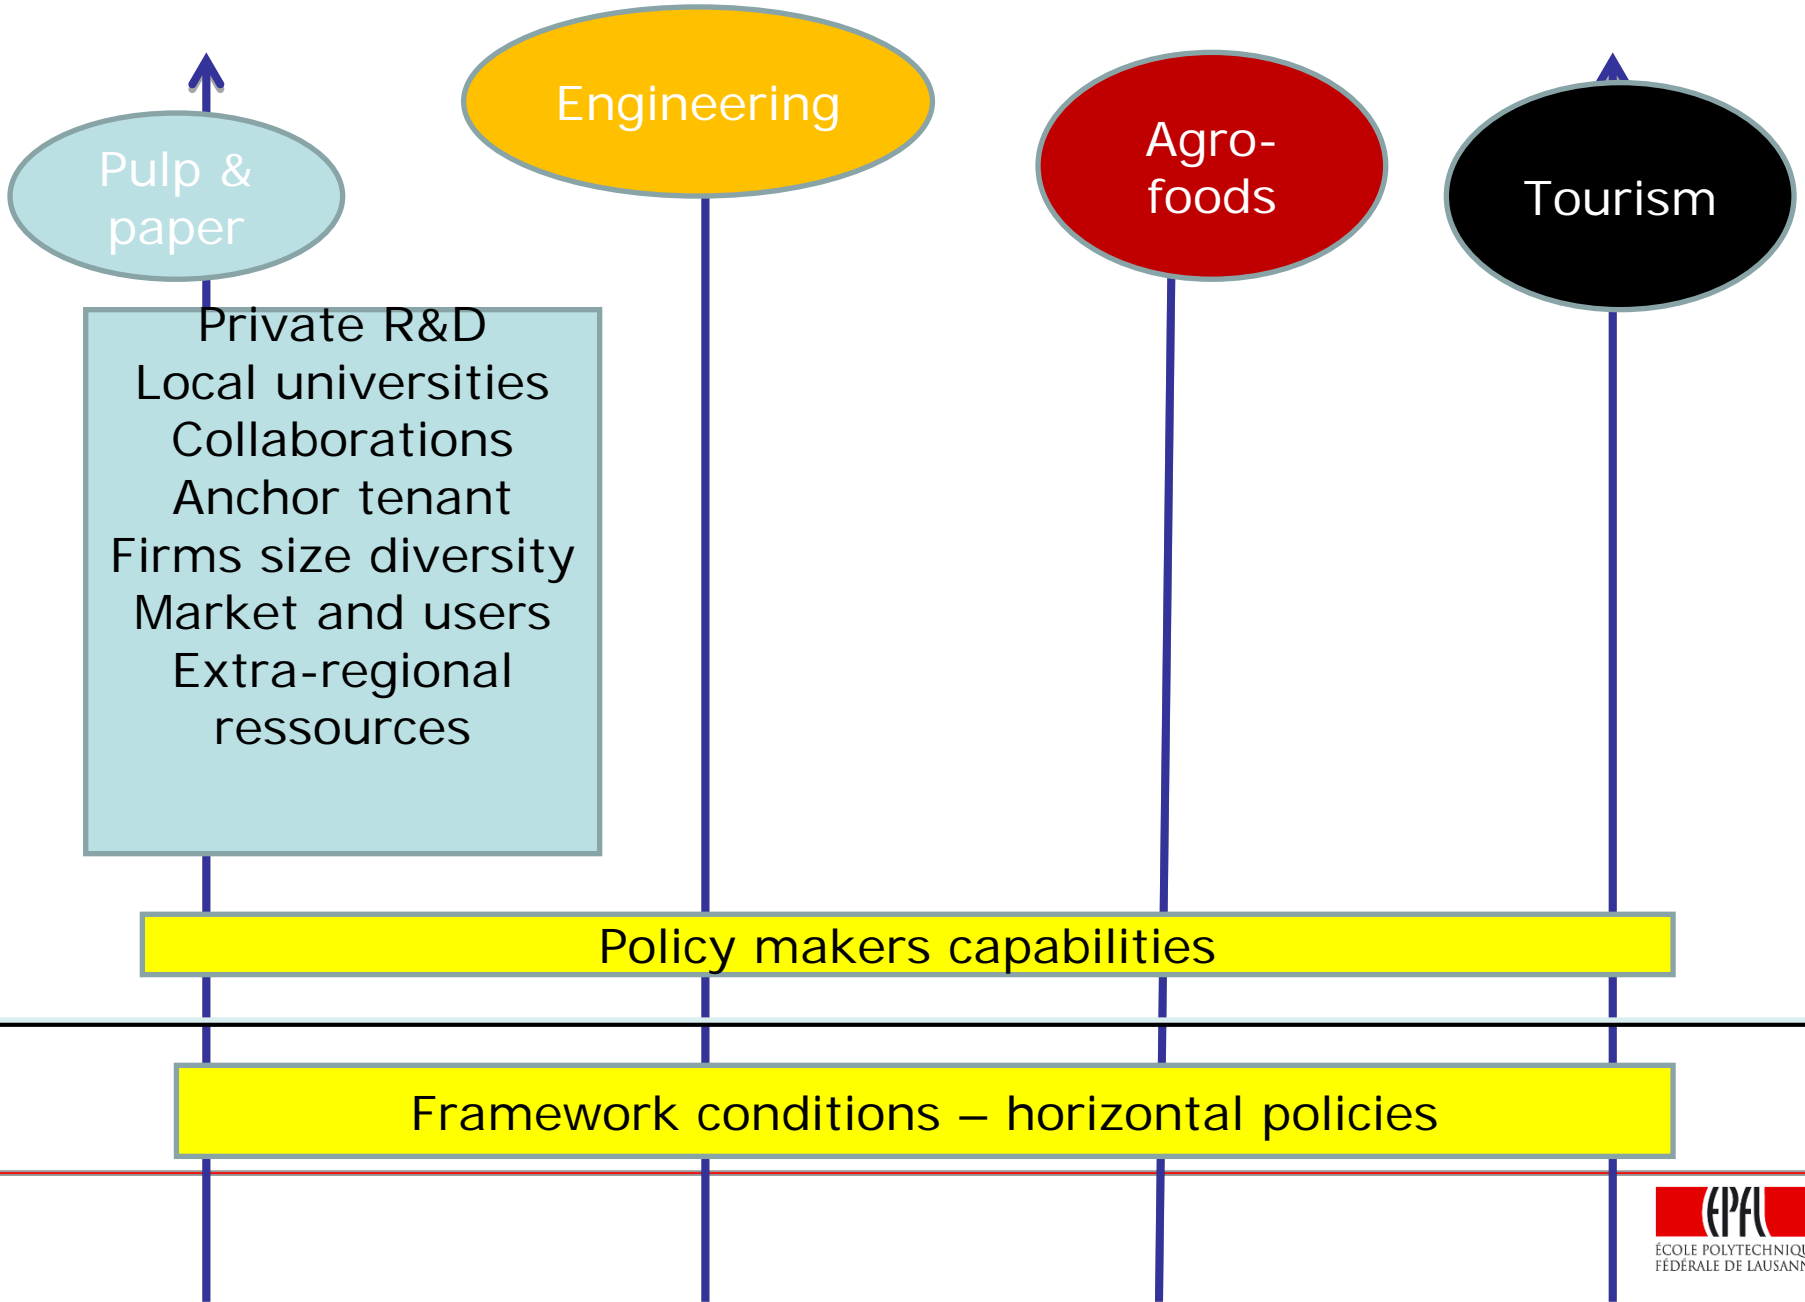 Engineering
Pulp &
paper
Agro-
foods
Tourism
Private R&D
Local universities
Collaborations
Anchor tenant
Firms size diversity
Market and users
Extra-regional
ressources
Policy makers capabilities
Framework conditions – horizontal policies
EPFL
ÉCOLE POLYTECHNIQU
FÉDÉRALE DE LAUSANN